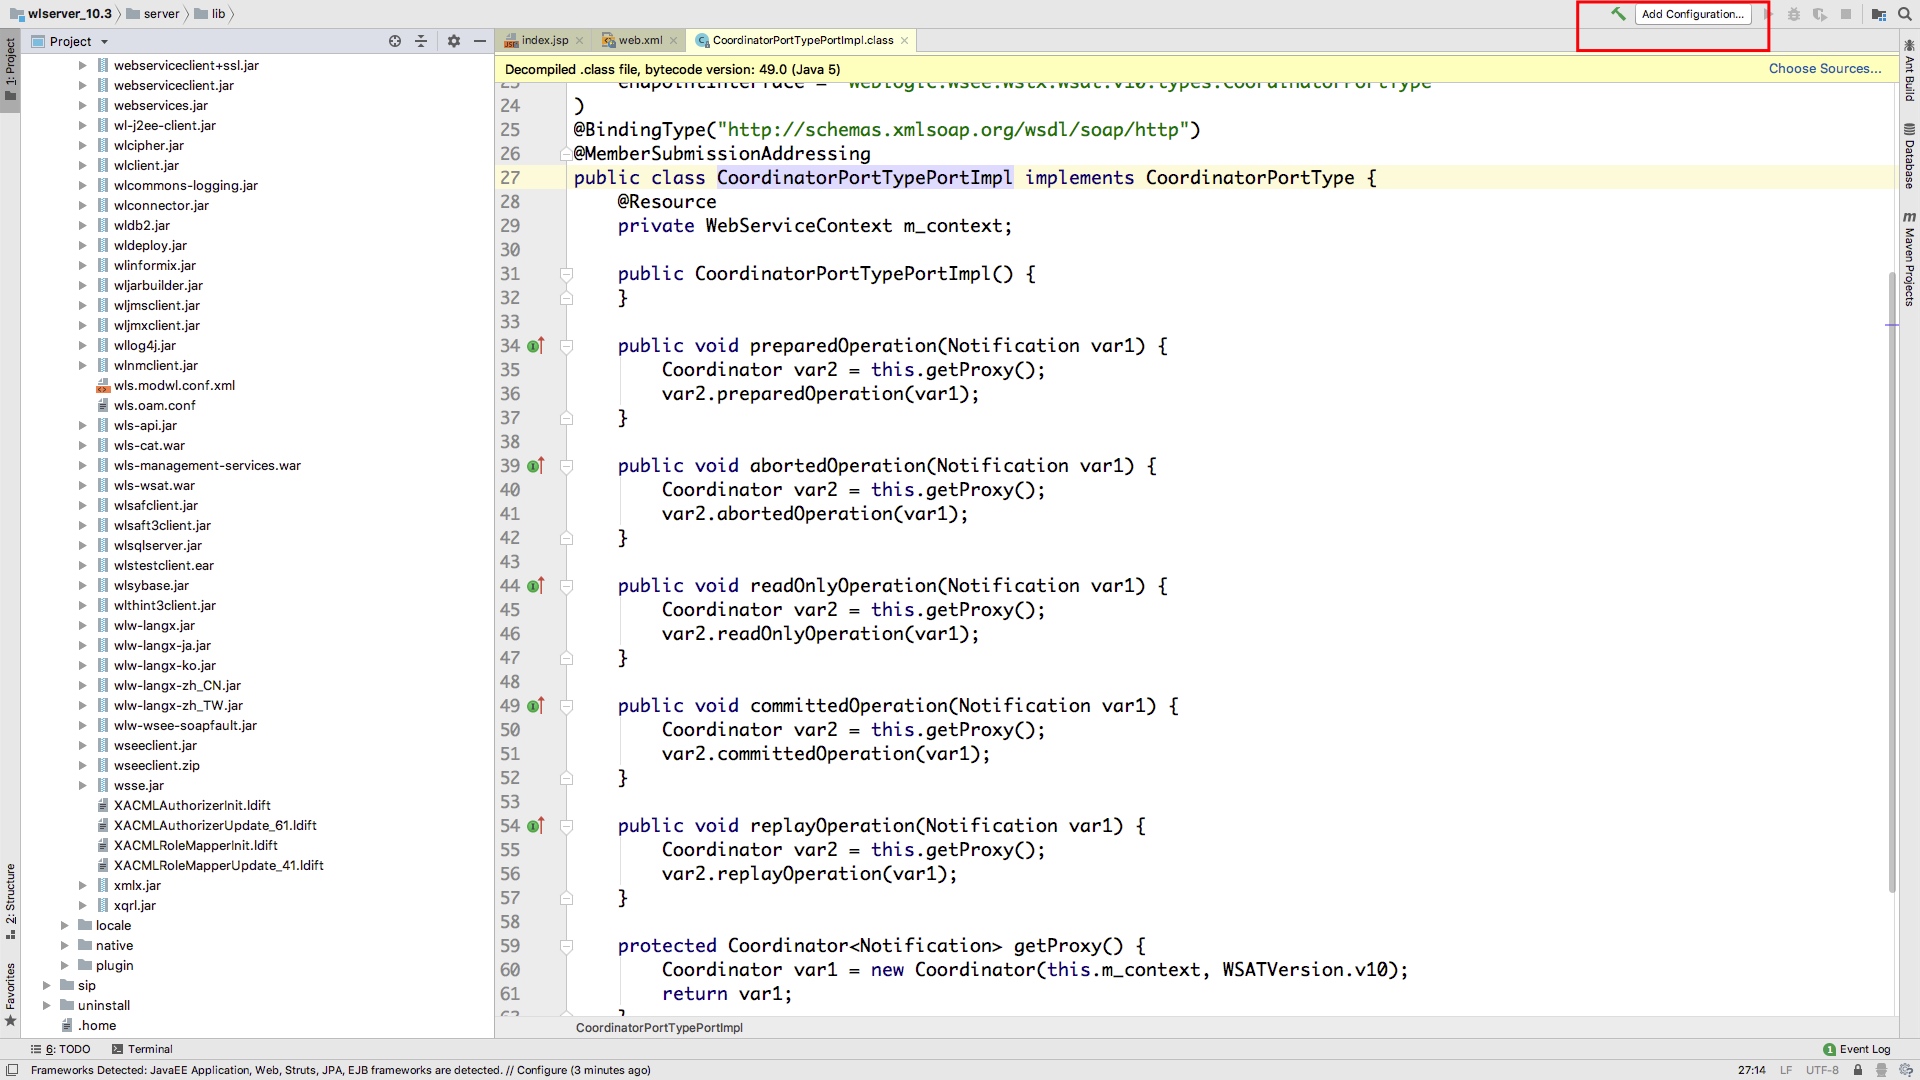 wlserver_10.3 server lib
Add Configuration...
Project
index.jsp web.xml CoordinatorPortTypePortImpl.class
Decompiled .class file, bytecode version: 49.0 (Java 5) Choose Sources...
1: Project
2: Structure
Favorites
webserviceclient+ssl.jar
webserviceclient.jar
webservices.jar
wl-j2ee-client.jar
wlcipher.jar
wlclient.jar
wlcommons-logging.jar
wlconnector.jar
wldb2.jar
wldeploy.jar
wlinformix.jar
wljarbuilder.jar
wljmsclient.jar
wljmxclient.jar
wllog4j.jar
wlnmclient.jar
wls.modwl.conf.xml
wls.oam.conf
wls-api.jar
wls-cat.war
wls-management-services.war
wls-wsat.war
wlsafclient.jar
wlsaft3client.jar
wlsqlserver.jar
wlstestclient.ear
wlsybase.jar
wlthint3client.jar
wlw-langx.jar
wlw-langx-ja.jar
wlw-langx-ko.jar
wlw-langx-zh_CN.jar
wlw-langx-zh_TW.jar
wlw-wsee-soapfault.jar
wseeclient.jar
wseeclient.zip
wsse.jar
XACMLAuthorizerInit.ldift
XACMLAuthorizerUpdate_61.ldift
XACMLRoleMapperInit.ldift
XACMLRoleMapperUpdate_41.ldift
xmlx.jar
xqrl.jar
locale
native
plugin
sip
uninstall
.home
23 endpointInterface = "weblogic.wsee.wstx.wsat.v10.types.CoordinatorPortType"
24 )
25 @BindingType("http://schemas.xmlsoap.org/wsdl/soap/http")
26 @MemberSubmissionAddressing
27 public class CoordinatorPortTypePortImpl implements CoordinatorPortType {
28 @Resource
29 private WebServiceContext m_context;
30
31 public CoordinatorPortTypePortImpl() {
32 }
33
34 public void preparedOperation(Notification var1) {
35 Coordinator var2 = this.getProxy();
36 var2.preparedOperation(var1);
37 }
38
39 public void abortedOperation(Notification var1) {
40 Coordinator var2 = this.getProxy();
41 var2.abortedOperation(var1);
42 }
43
44 public void readOnlyOperation(Notification var1) {
45 Coordinator var2 = this.getProxy();
46 var2.readOnlyOperation(var1);
47 }
48
49 public void committedOperation(Notification var1) {
50 Coordinator var2 = this.getProxy();
51 var2.committedOperation(var1);
52 }
53
54 public void replayOperation(Notification var1) {
55 Coordinator var2 = this.getProxy();
56 var2.replayOperation(var1);
57 }
58
59 protected Coordinator<Notification> getProxy() {
60 Coordinator var1 = new Coordinator(this.m_context, WSATVersion.v10);
61 return var1;
62 }
CoordinatorPortTypePortImpl
Ant Build
Database
Maven Projects
6: TODO Terminal 1 Event Log
Frameworks Detected: JavaEE Application, Web, Struts, JPA, EJB frameworks are detected. // Configure (3 minutes ago) 27:14 LF UTF-8